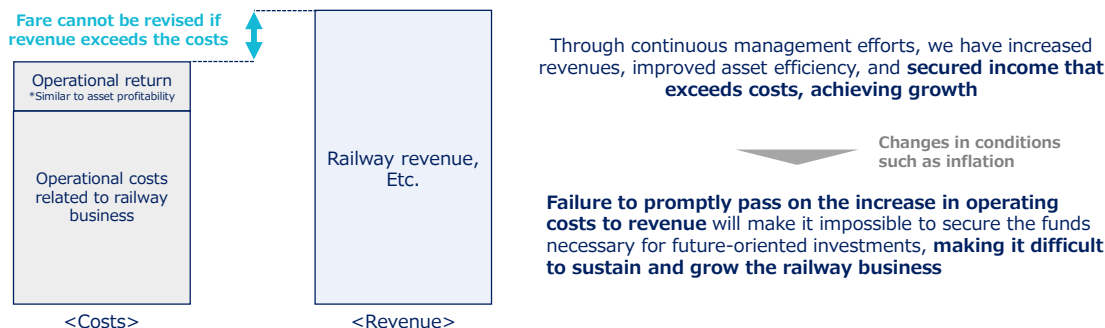 Fare cannot be revised if
revenue exceeds the costs
Operational return
*Similar to asset profitability
Operational costs
related to railway
business
<Costs>
Railway revenue,
Etc.
<Revenue>
Through continuous management efforts, we have increased
revenues, improved asset efficiency, and secured income that
exceeds costs, achieving growth
Changes in conditions
such as inflation
Failure to promptly pass on the increase in operating
costs to revenue will make it impossible to secure the funds
necessary for future-oriented investments, making it difficult
to sustain and grow the railway business